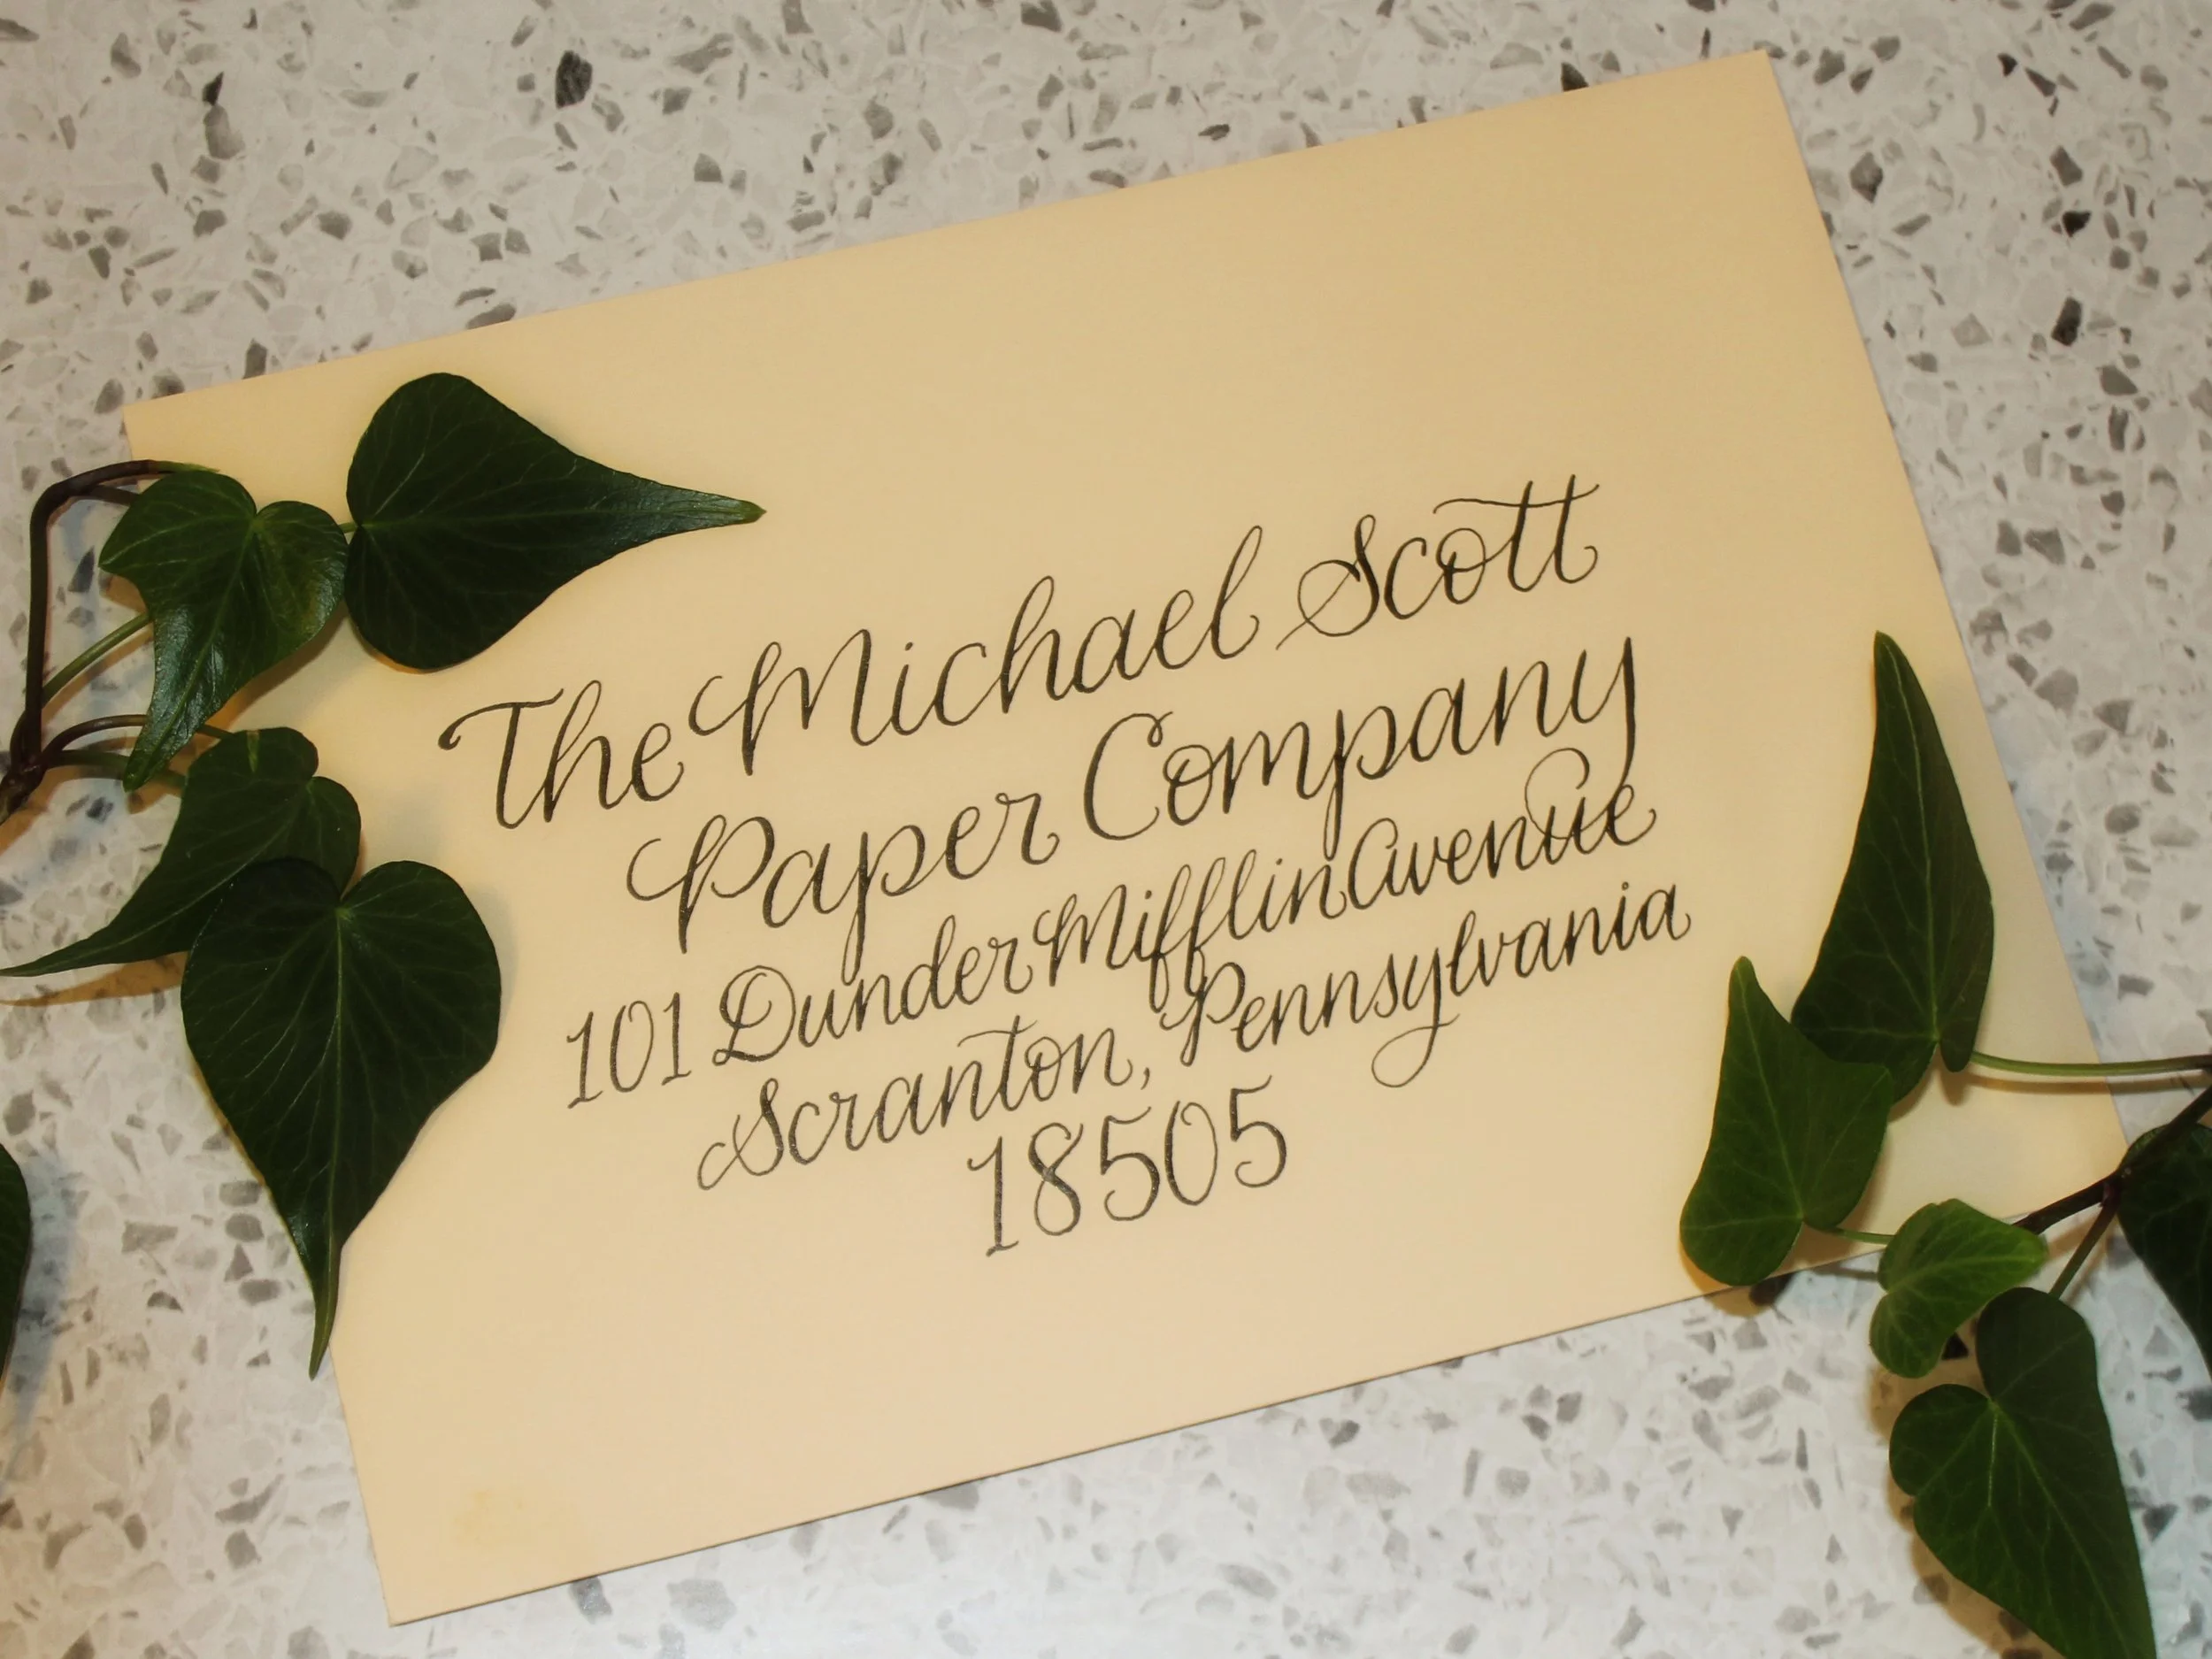 The Michael Scott
Paper Company
101 Dunder Mifflin Avenue
Scranton, Pennsylvania
18505